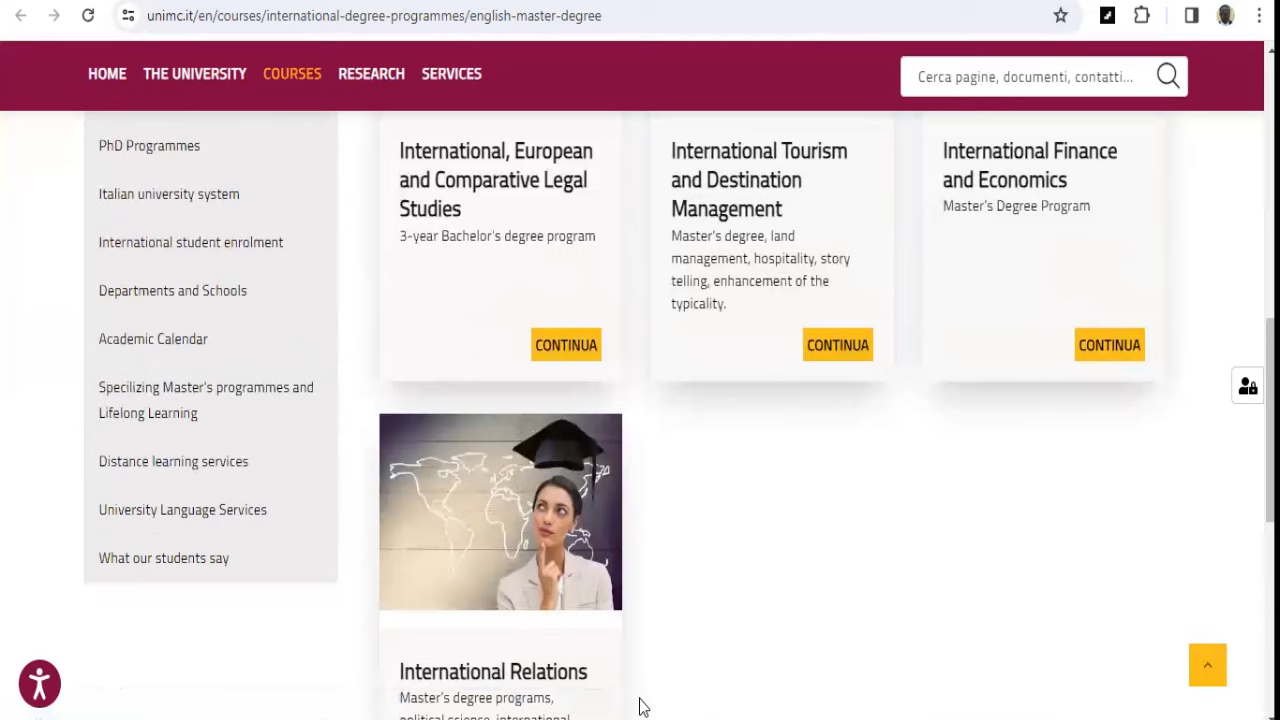 unimc.it/en/courses/international-degree-programmes/english-master-degree
HOME THE UNIVERSITY COURSES RESEARCH SERVICES
Cerca pagine, documenti, contatti...
PhD Programmes
Italian university system
International student enrolment
Departments and Schools
Academic Calendar
Specilizing Master's programmes and
Lifelong Learning
Distance learning services
University Language Services
What our students say
International, European
and Comparative Legal
Studies
3-year Bachelor's degree program
CONTINUA
International Tourism
and Destination
Management
Master's degree, land
management, hospitality, story
telling, enhancement of the
typicality.
CONTINUA
International Finance
and Economics
Master's Degree Program
CONTINUA
International Relations
Master's degree programs,
political science, international